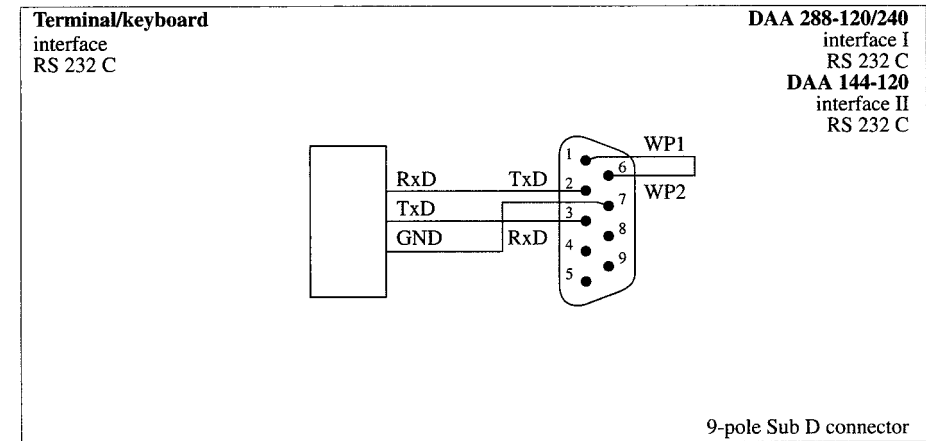 Terminal/keyboard
interface
RS 232 C
DAA 288-120/240
interface I
RS 232 C
DAA 144-120
interface II
RS 232 C
WP1
1
6
RxD TxD 2
WP2
7
TxD 3
8
GND RxD 4
9
5
9-pole Sub D connector